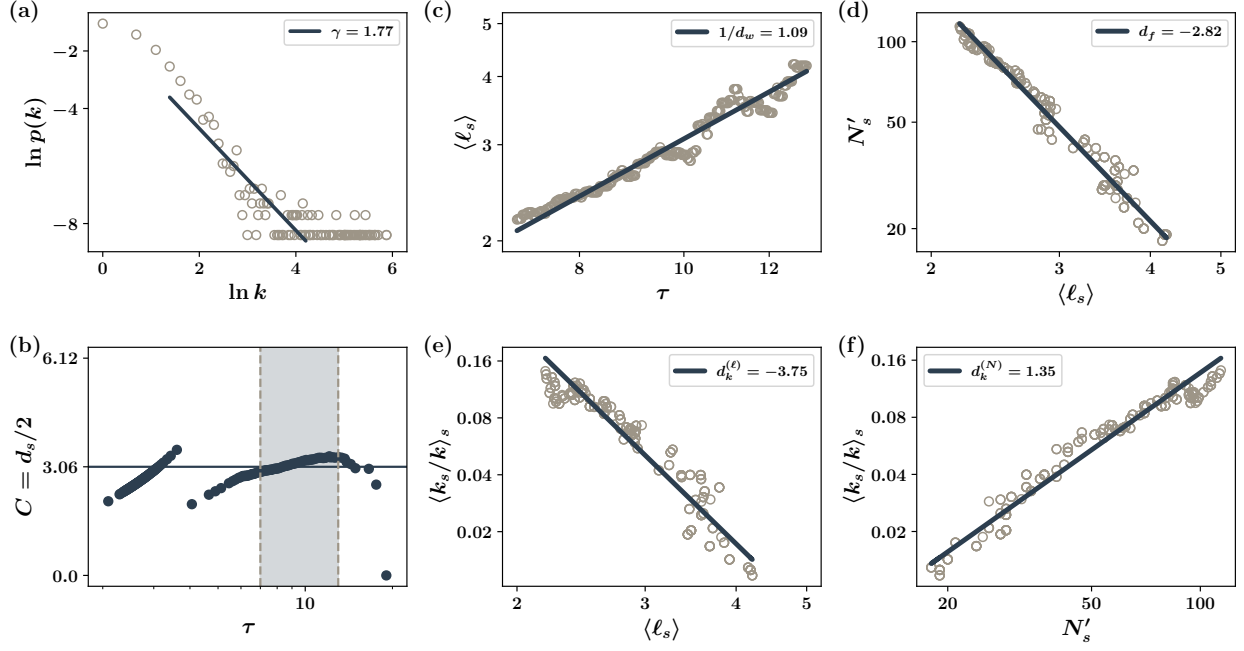 (a)
γ = 1.77
ln p(k)
−2
−4
−6
−8
0
2
4
6
ln k
(c)
1/d_w = 1.09
⟨ℓ_s⟩
5
4
3
2
8
10
12
τ
(d)
d_f = −2.82
N′_s
100
50
20
2
3
4
5
⟨ℓ_s⟩
(b)
C = d_s/2
6.12
3.06
0.0
10
τ
(e)
d_k^(ℓ) = −3.75
⟨k_s/k⟩_s
0.16
0.08
0.04
0.02
2
3
4
5
⟨ℓ_s⟩
(f)
d_k^(N) = 1.35
⟨k_s/k⟩_s
0.16
0.08
0.04
0.02
20
50
100
N′_s